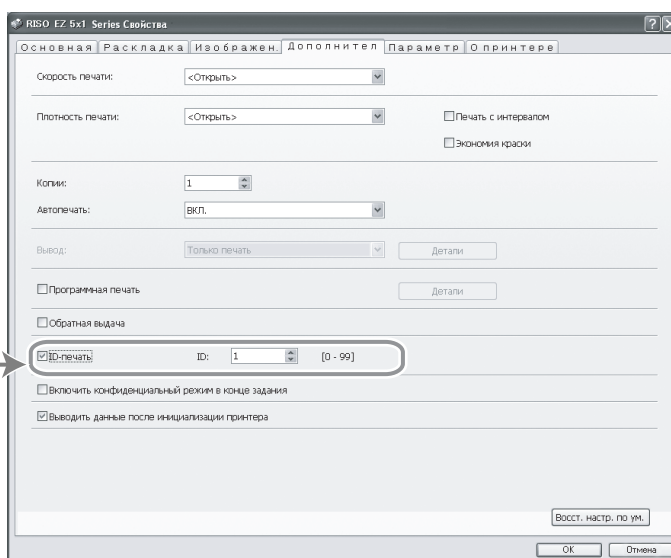 RISO EZ 5x1 Series Свойства
Основная Раскладка Изображен. Дополнител Параметр О принтере
Скорость печати: <Открыть>
Плотность печати: <Открыть> Печать с интервалом
Экономия краски
Копии: 1
Автопечать: ВКЛ.
Вывод: Только печать Детали
Программная печать Детали
Обратная выдача
ID-печать ID: 1 [0 - 99]
Включить конфиденциальный режим в конце задания
Выводить данные после инициализации принтера
Восст. настр. по ум.
OK Отмена